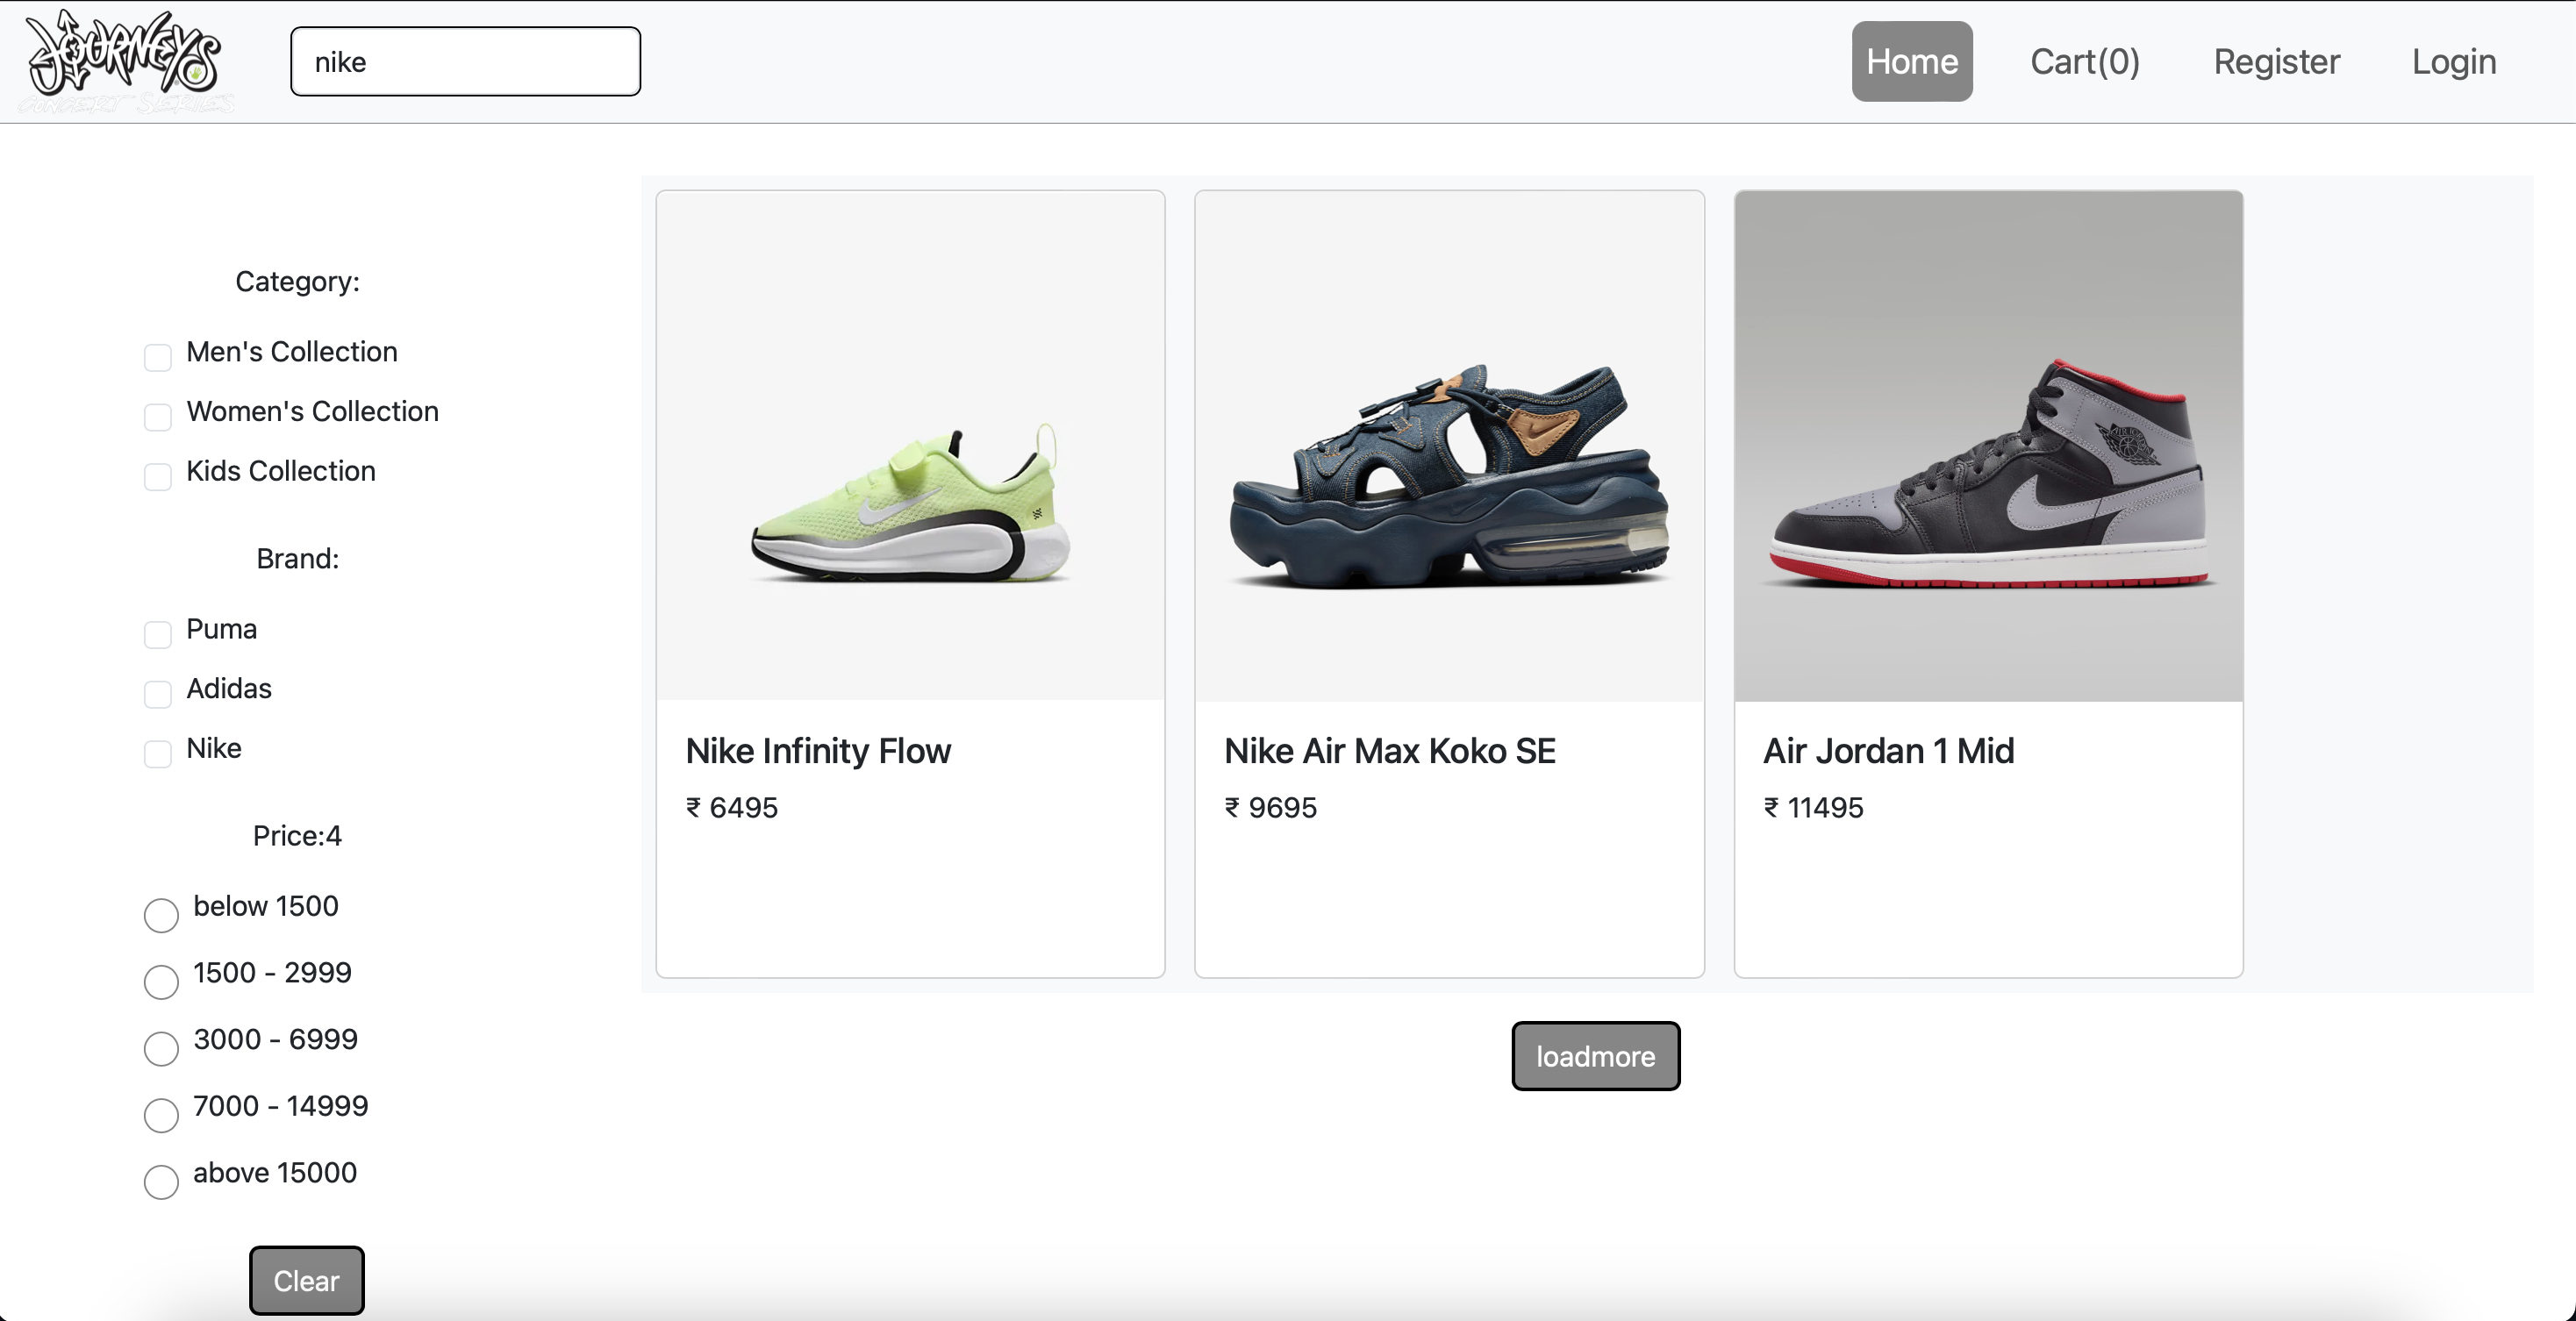 JOURNEYS
CONCERT SERIES
nike
Home
Cart(0)
Register
Login
Category:
Men's Collection
Women's Collection
Kids Collection
Brand:
Puma
Adidas
Nike
Price:4
below 1500
1500 - 2999
3000 - 6999
7000 - 14999
above 15000
Clear
Nike Infinity Flow
₹ 6495
Nike Air Max Koko SE
₹ 9695
Air Jordan 1 Mid
₹ 11495
loadmore